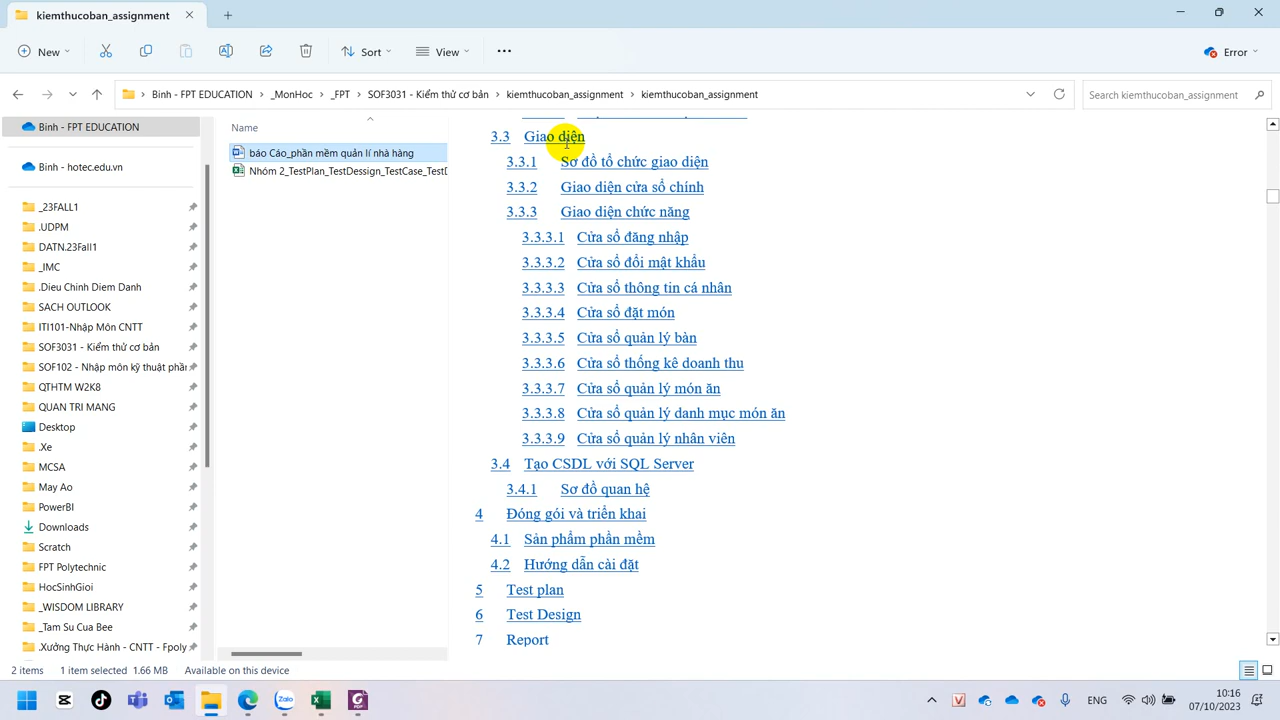 kiemthucoban_assignment
New
Sort
View
Error
Binh - FPT EDUCATION
_MonHoc
_FPT
SOF3031 - Kiểm thử cơ bản
kiemthucoban_assignment
kiemthucoban_assignment
Search kiemthucoban_assignment
Binh - FPT EDUCATION
Binh - hotec.edu.vn
_23FALL1
.UDPM
DATN.23Fall1
_IMC
.Dieu Chinh Diem Danh
SACH OUTLOOK
ITI101-Nhập Môn CNTT
SOF3031 - Kiểm thử cơ bản
SOF102 - Nhập môn kỹ thuật phần
QTHTM W2K8
QUAN TRI MANG
Desktop
.Xe
MCSA
May Ao
PowerBI
Downloads
Scratch
FPT Polytechnic
HocSinhGioi
_WISDOM LIBRARY
_Tam Su Cua Bee
.Xưởng Thực Hành - CNTT - Fpoly
Name
báo Cáo_phần mềm quản lí nhà hàng
Nhóm 2_TestPlan_TestDessign_TestCase_TestD
3.3 Giao diện
3.3.1 Sơ đồ tổ chức giao diện
3.3.2 Giao diện cửa sổ chính
3.3.3 Giao diện chức năng
3.3.3.1 Cửa sổ đăng nhập
3.3.3.2 Cửa sổ đổi mật khẩu
3.3.3.3 Cửa sổ thông tin cá nhân
3.3.3.4 Cửa sổ đặt món
3.3.3.5 Cửa sổ quản lý bàn
3.3.3.6 Cửa sổ thống kê doanh thu
3.3.3.7 Cửa sổ quản lý món ăn
3.3.3.8 Cửa sổ quản lý danh mục món ăn
3.3.3.9 Cửa sổ quản lý nhân viên
3.4 Tạo CSDL với SQL Server
3.4.1 Sơ đồ quan hệ
4 Đóng gói và triển khai
4.1 Sản phẩm phần mềm
4.2 Hướng dẫn cài đặt
5 Test plan
6 Test Design
7 Report
2 items
1 item selected 1.66 MB
Available on this device
ENG
10:16
07/10/2023